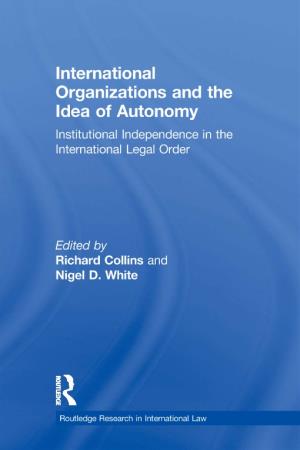 International
Organizations and the
Idea of Autonomy
Institutional Independence in the
International Legal Order
Edited by
Richard Collins and
Nigel D. White
ROUTLEDGE
Routledge Research in International Law